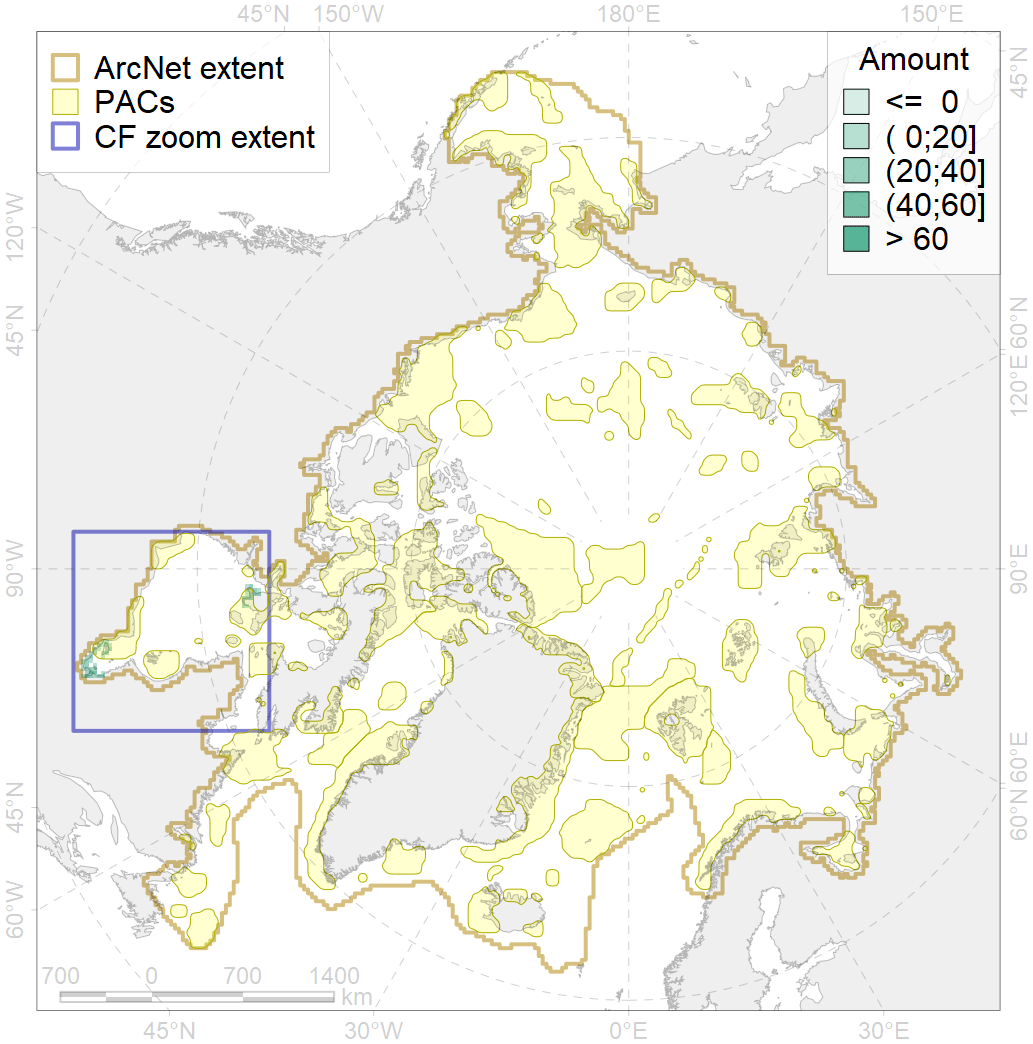 45°N 150°W 180°E 150°E
ArcNet extent
PACs
CF zoom extent
Amount
<= 0
( 0;20]
(20;40]
(40;60]
> 60
45°N
120°W
45°N
60°N
120°E
90°W
90°E
45°N
60°W
60°E
60°N
700 0 700 1400
km
45°N 30°W 0°E 30°E